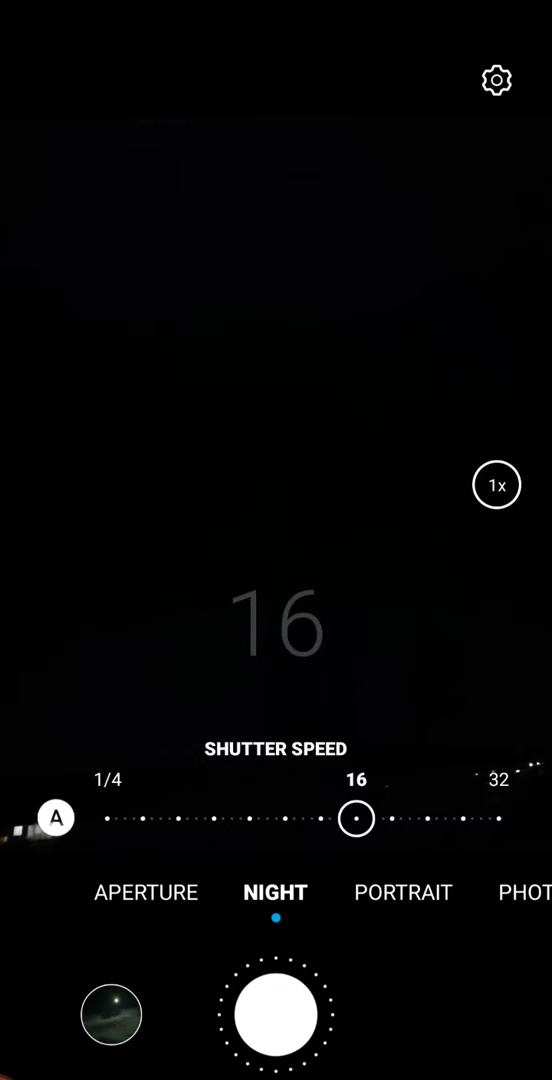 1x
16
SHUTTER SPEED
1/4 16 32
A
APERTURE NIGHT PORTRAIT PHOT